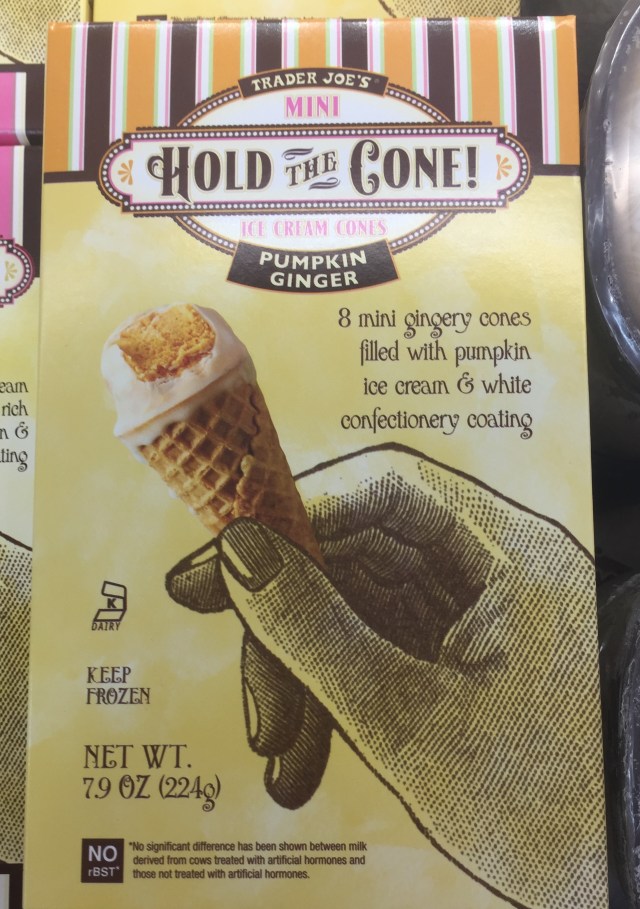 TRADER JOE'S
MINI
HOLD THE CONE!
ICE CREAM CONES
PUMPKIN
GINGER
8 mini gingery cones
filled with pumpkin
ice cream & white
confectionery coating
K
DAIRY
KEEP
FROZEN
NET WT.
7.9 OZ (224g)
NO
rBST*
*No significant difference has been shown between milk
derived from cows treated with artificial hormones and
those not treated with artificial hormones.
rich